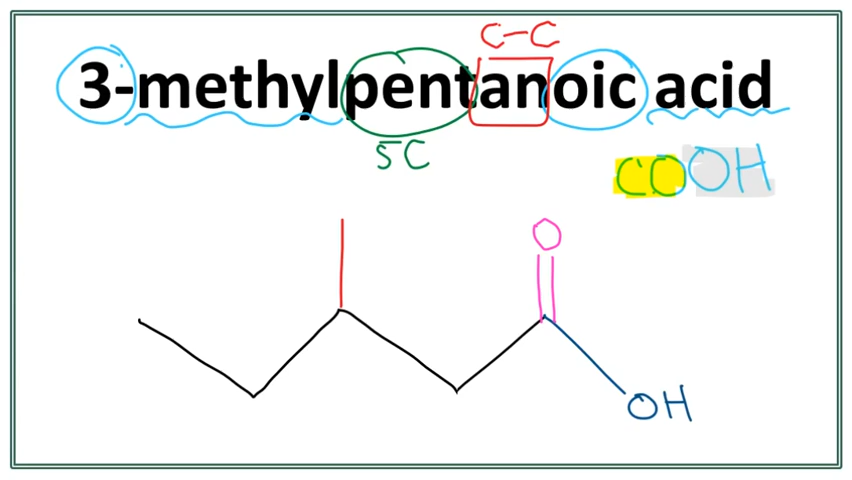 C-C
3-methylpentanoic acid
5C
COOH
O
OH